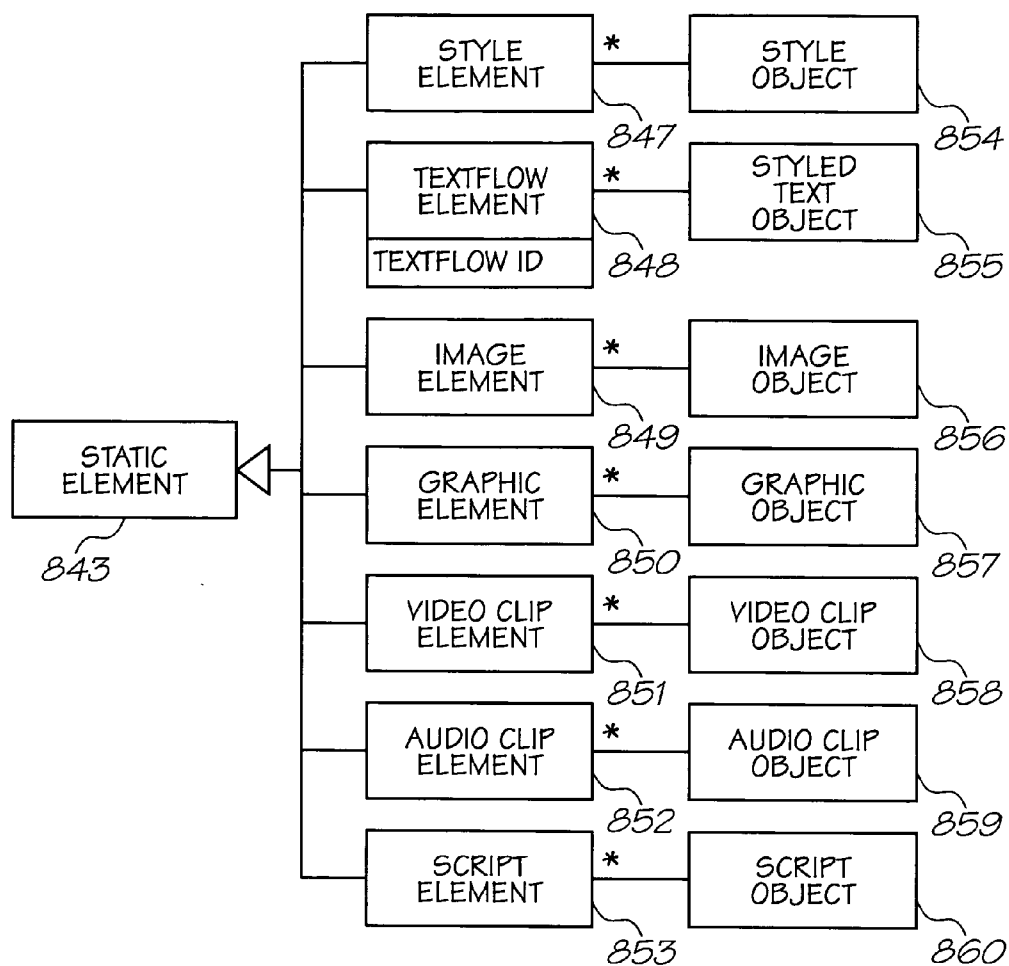 STYLE
ELEMENT
*
STYLE
OBJECT
847
854
TEXTFLOW
ELEMENT
*
STYLED
TEXT
OBJECT
TEXTFLOW ID
848
855
IMAGE
ELEMENT
*
IMAGE
OBJECT
849
856
STATIC
ELEMENT
843
GRAPHIC
ELEMENT
*
GRAPHIC
OBJECT
850
857
VIDEO CLIP
ELEMENT
*
VIDEO CLIP
OBJECT
851
858
AUDIO CLIP
ELEMENT
*
AUDIO CLIP
OBJECT
852
859
SCRIPT
ELEMENT
*
SCRIPT
OBJECT
853
860